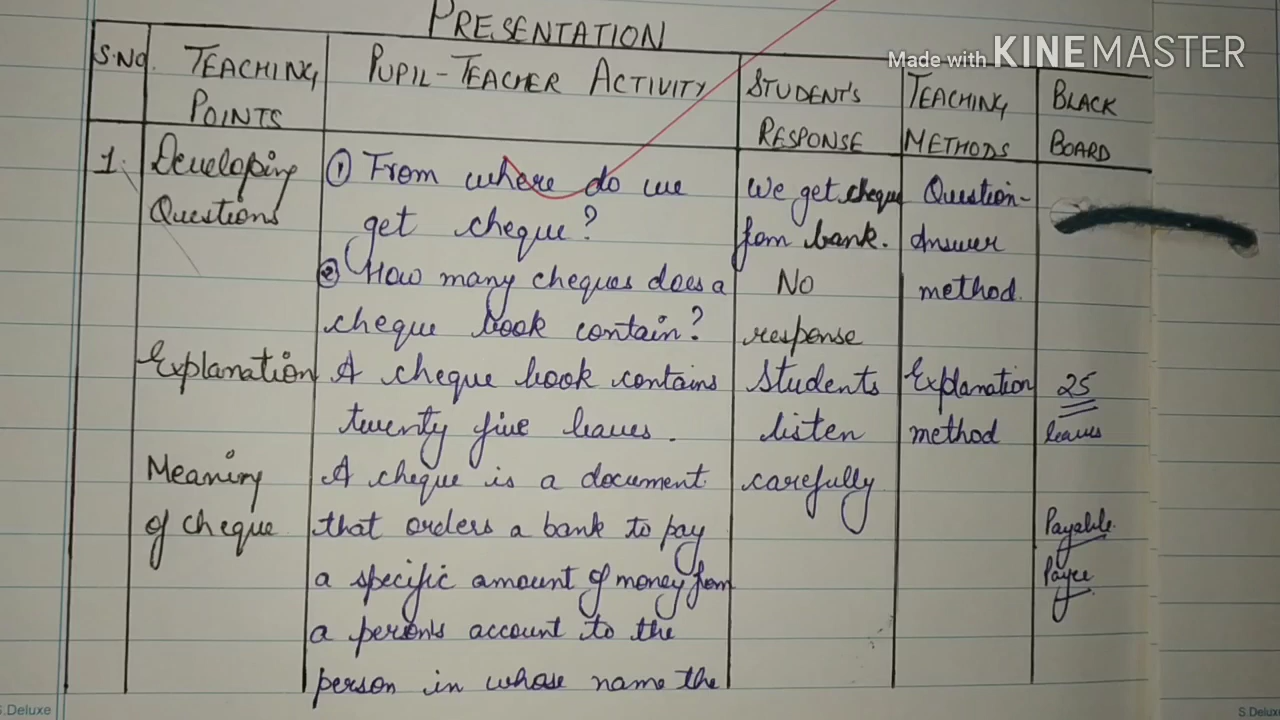 PRESENTATION
Made with KINEMASTER
S.No. TEACHING POINTS PUPIL-TEACHER ACTIVITY STUDENT'S RESPONSE TEACHING METHODS BLACK BOARD
1. Developing Questions
① From where do we
get cheque?
② How many cheques does a
cheque book contain?
We get cheque
from bank.
No
response
Question-
Answer
method.
Explanation
A cheque book contains
twenty five leaves.
Students
listen
carefully
Explanation
method
25
leaves
Meaning
of cheque
A cheque is a document
that orders a bank to pay
a specific amount of money from
a person's account to the
person in whose name the
Payable
Payee
S.Deluxe
S.Deluxe